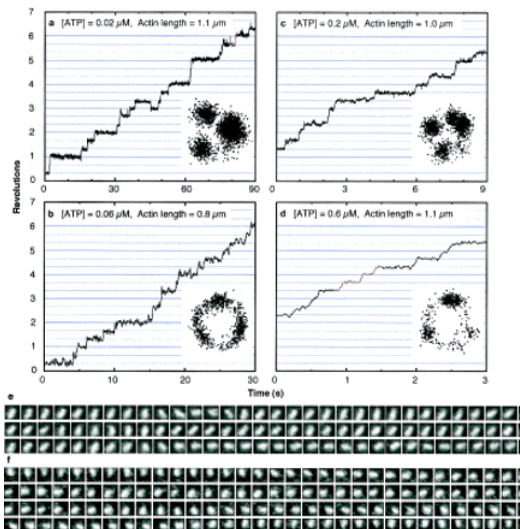 a [ATP] = 0.02 µM, Actin length = 1.1 µm
c [ATP] = 0.2 µM, Actin length = 1.0 µm
7
6
5
4
3
2
1
0
0 30 60 90
0 3 6 9
Revolutions
b [ATP] = 0.06 µM, Actin length = 0.8 µm
d [ATP] = 0.6 µM, Actin length = 1.1 µm
7
6
5
4
3
2
1
0
0 10 20 30
0 1 2 3
Time (s)
e
f